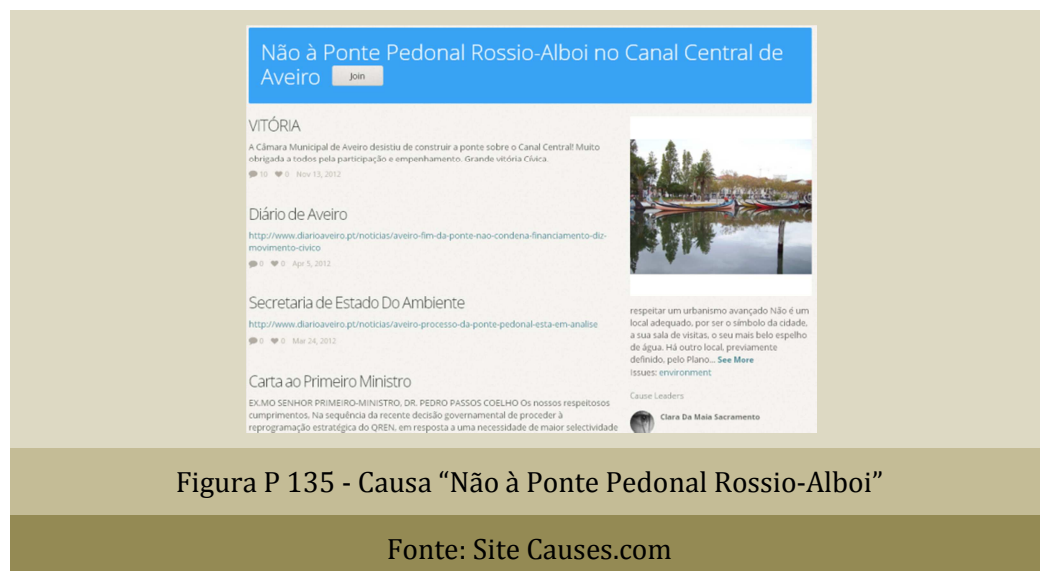 Não à Ponte Pedonal Rossio-Alboi no Canal Central de
Aveiro
Join
VITÓRIA
A Câmara Municipal de Aveiro desistiu de construir a ponte sobre o Canal Central! Muito
obrigada a todos pela participação e empenhamento. Grande vitória Cívica.
10 0 Nov 13, 2012
Diário de Aveiro
http://www.diarioaveiro.pt/noticias/aveiro-fim-da-ponte-nao-condena-financiamento-diz-
movimento-civico
0 0 Apr 5, 2012
Secretaria de Estado Do Ambiente
http://www.diarioaveiro.pt/noticias/aveiro-processo-da-ponte-pedonal-esta-em-analise
0 0 Mar 24, 2012
Carta ao Primeiro Ministro
EX.MO SENHOR PRIMEIRO-MINISTRO, DR. PEDRO PASSOS COELHO Os nossos respeitosos
cumprimentos, Na sequência da recente decisão governamental de proceder à
reprogramação estratégica do QREN, em resposta a uma necessidade de maior selectividade
respeitar um urbanismo avançado Não é um
local adequado, por ser o símbolo da cidade,
a sua sala de visitas, o seu mais belo espelho
de água. Há outro local, previamente
definido, pelo Plano... See More
Issues: environment
Cause Leaders
Clara Da Maia Sacramento
Figura P 135 - Causa “Não à Ponte Pedonal Rossio-Alboi”
Fonte: Site Causes.com